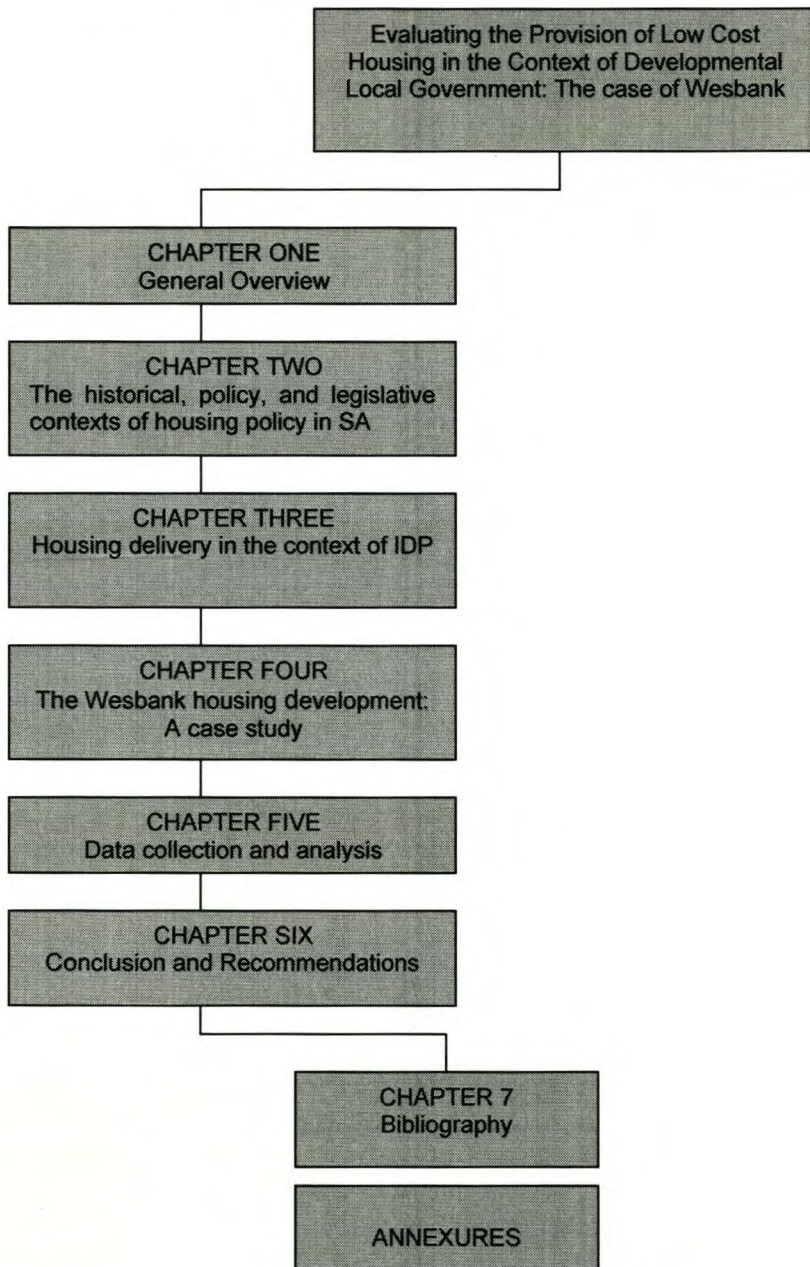 Evaluating the Provision of Low Cost
Housing in the Context of Developmental
Local Government: The case of Wesbank
CHAPTER ONE
General Overview
CHAPTER TWO
The historical, policy, and legislative
contexts of housing policy in SA
CHAPTER THREE
Housing delivery in the context of IDP
CHAPTER FOUR
The Wesbank housing development:
A case study
CHAPTER FIVE
Data collection and analysis
CHAPTER SIX
Conclusion and Recommendations
CHAPTER 7
Bibliography
ANNEXURES